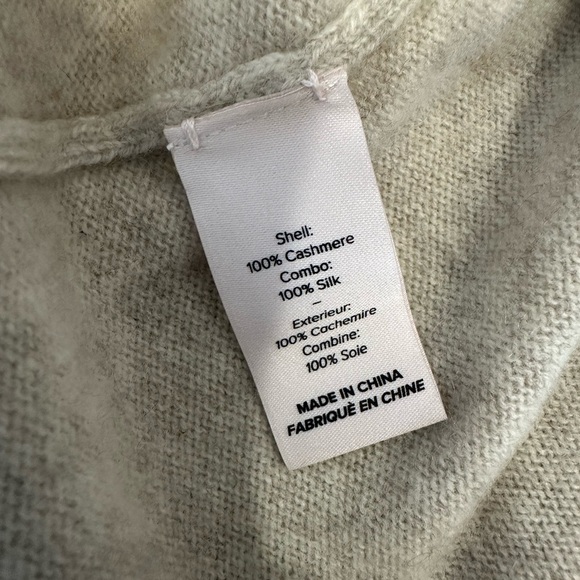 Shell:
100% Cashmere
Combo:
100% Silk
–
Exterieur:
100% Cachemire
Combine:
100% Soie
MADE IN CHINA
FABRIQUÈ EN CHINE